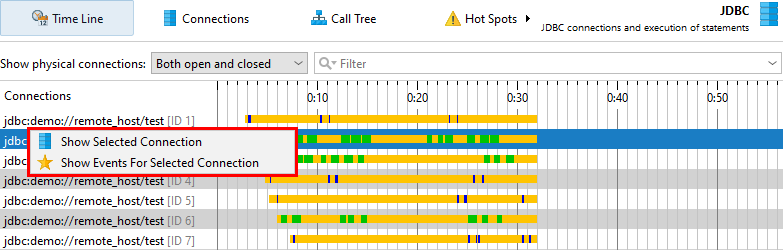 Time Line
Connections
Call Tree
Hot Spots
JDBC
JDBC connections and execution of statements
Show physical connections:
Both open and closed
Filter
Connections
0:10
0:20
0:30
0:40
0:50
jdbc:demo://remote_host/test [ID 1]
jdbc
Show Selected Connection
jdbc
Show Events For Selected Connection
jdbc:demo://remote_host/test [ID 4]
jdbc:demo://remote_host/test [ID 5]
jdbc:demo://remote_host/test [ID 6]
jdbc:demo://remote_host/test [ID 7]